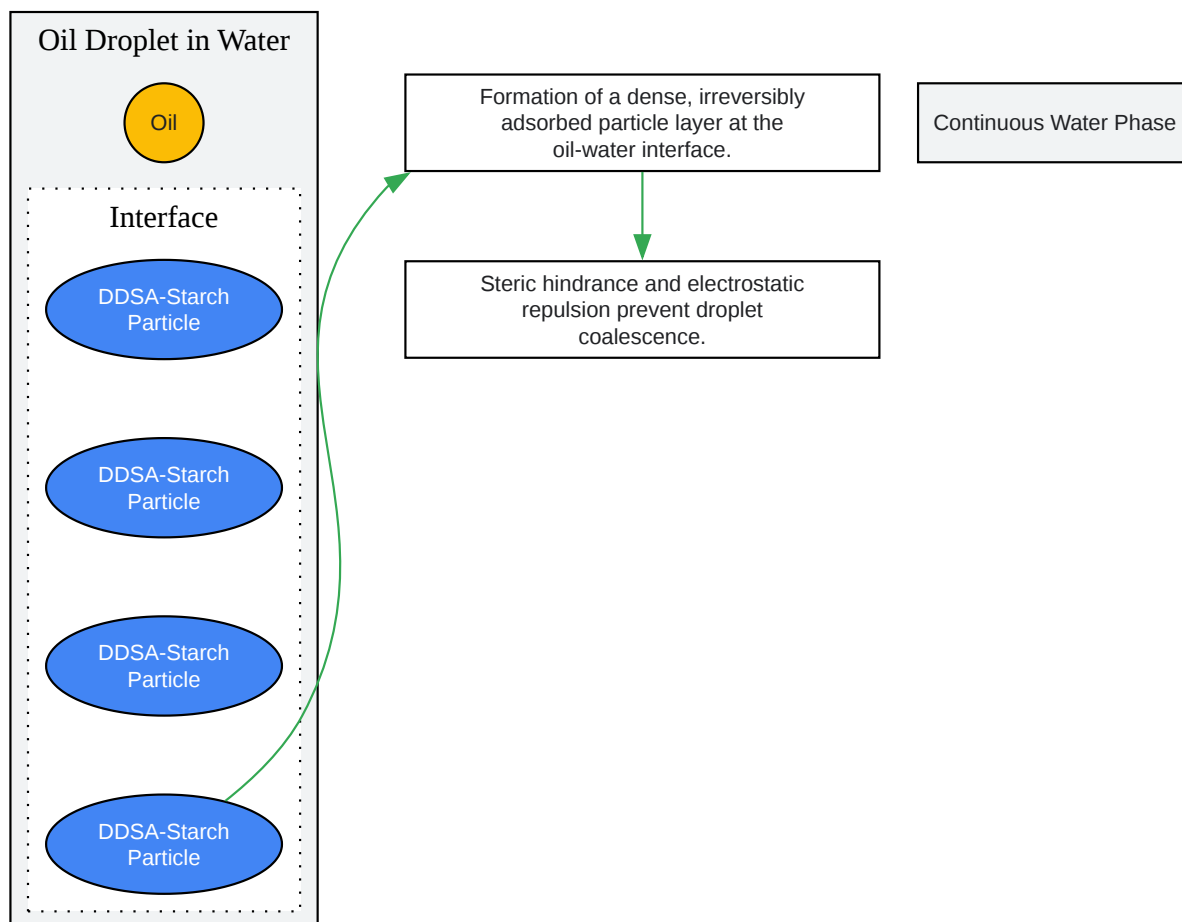 Oil Droplet in Water
Oil
Interface
DDSA-Starch
Particle
DDSA-Starch
Particle
DDSA-Starch
Particle
DDSA-Starch
Particle
Formation of a dense, irreversibly
adsorbed particle layer at the
oil-water interface.
Steric hindrance and electrostatic
repulsion prevent droplet
coalescence.
Continuous Water Phase